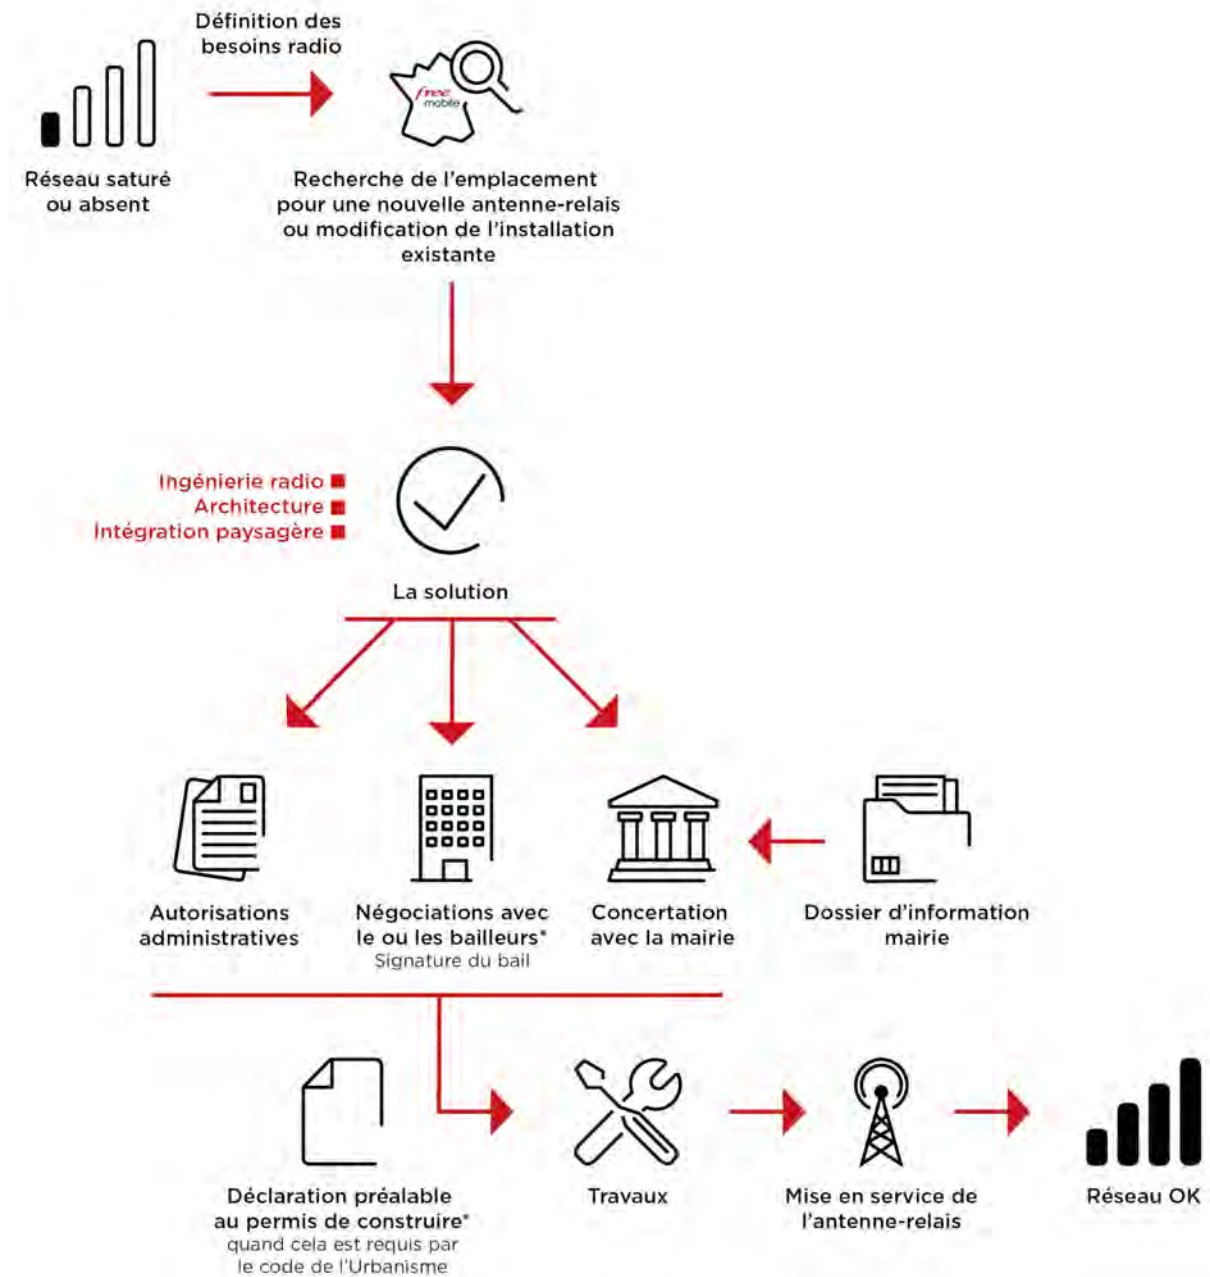 Définition des
besoins radio
free
mobile
Réseau saturé
ou absent
Recherche de l'emplacement
pour une nouvelle antenne-relais
ou modification de l'installation
existante
Ingénierie radio
Architecture
Intégration paysagère
La solution
Autorisations
administratives
Négociations avec
le ou les bailleurs*
Signature du bail
Concertation
avec la mairie
Dossier d'information
mairie
Déclaration préalable
au permis de construire*
quand cela est requis par
le code de l'Urbanisme
Travaux
Mise en service de
l'antenne-relais
Réseau OK